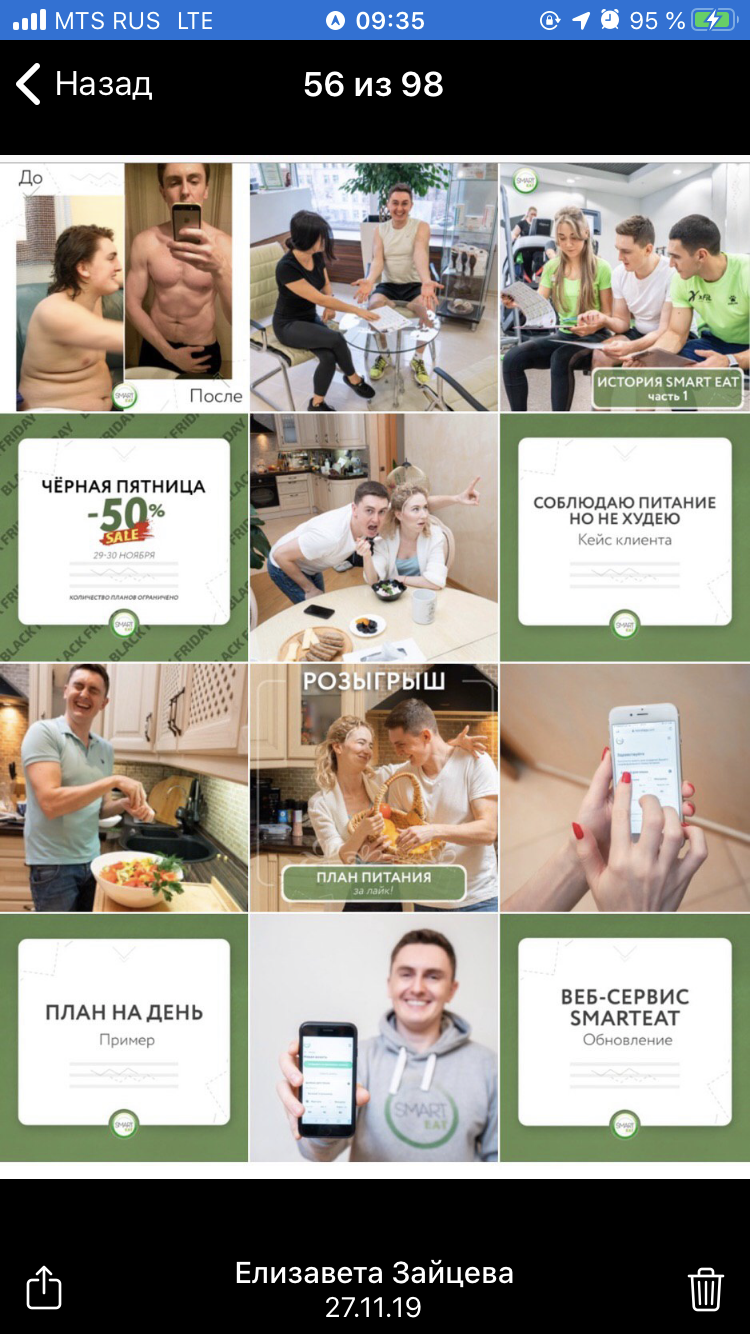 MTS RUS LTE 09:35 95 %
Назад
56 из 98
До
После
SMART
EAT
SMART
EAT
ИСТОРИЯ SMART EAT
часть 1
BLACK FRIDAY
ЧЁРНАЯ ПЯТНИЦА
-50%
SALE
29-30 НОЯБРЯ
КОЛИЧЕСТВО ПЛАНОВ ОГРАНИЧЕНО
SMART
EAT
СОБЛЮДАЮ ПИТАНИЕ
НО НЕ ХУДЕЮ
Кейс клиента
SMART
EAT
РОЗЫГРЫШ
ПЛАН ПИТАНИЯ
за лайк!
ПЛАН НА ДЕНЬ
Пример
SMART
EAT
SMART
EAT
ВЕБ-СЕРВИС
SMARTEAT
Обновление
SMART
EAT
Елизавета Зайцева
27.11.19